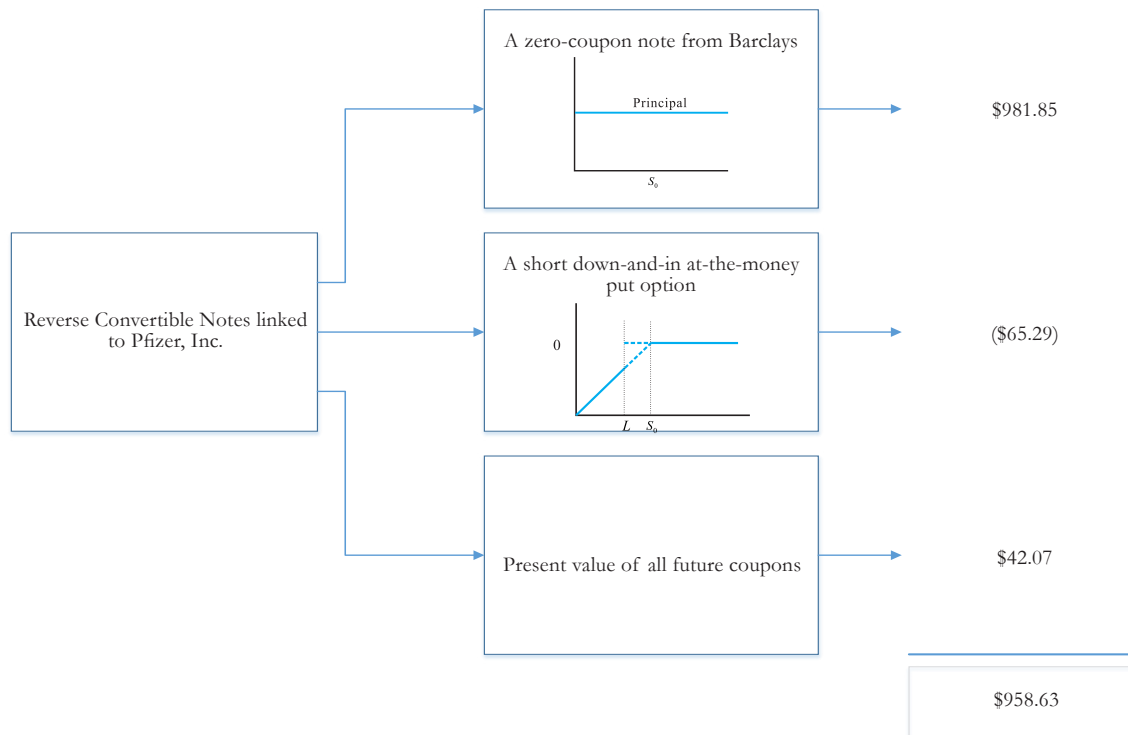 A zero-coupon note from Barclays
Principal
S₀
$981.85
Reverse Convertible Notes linked
to Pfizer, Inc.
A short down-and-in at-the-money
put option
0
L S₀
($65.29)
Present value of all future coupons
$42.07
$958.63